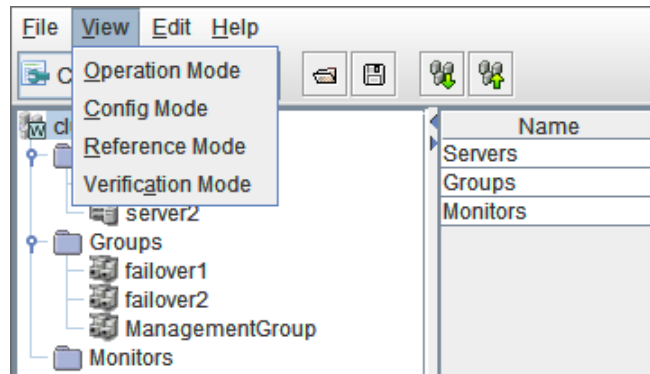 File View Edit Help
Operation Mode
Config Mode
Reference Mode
Verification Mode
Name
Servers
Groups
Monitors
server2
Groups
failover1
failover2
ManagementGroup
Monitors